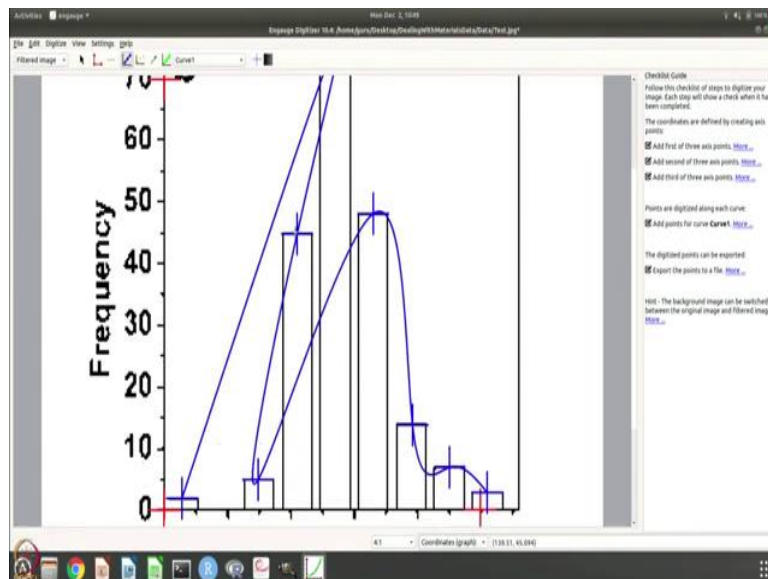 Activities engauge Mon Dec 2, 10:49
Engauge Digitizer 10.4: /home/guru/Desktop/DealingWithMaterialsData/Data/Test.jpg*
File Edit Digitize View Settings Help
Filtered image Curve1
Checklist Guide
Follow this checklist of steps to digitize your
image. Each step will show a check when it has
been completed.
The coordinates are defined by creating axis
points:
Add first of three axis points. More ...
Add second of three axis points. More ...
Add third of three axis points. More ...
Points are digitized along each curve:
Add points for curve Curve1. More ...
The digitized points can be exported:
Export the points to a file. More ...
Hint - The background image can be switched
between the original image and filtered image.
More ...
70
60
50
40
30
20
10
0
Frequency
4:1 Coordinates (graph)